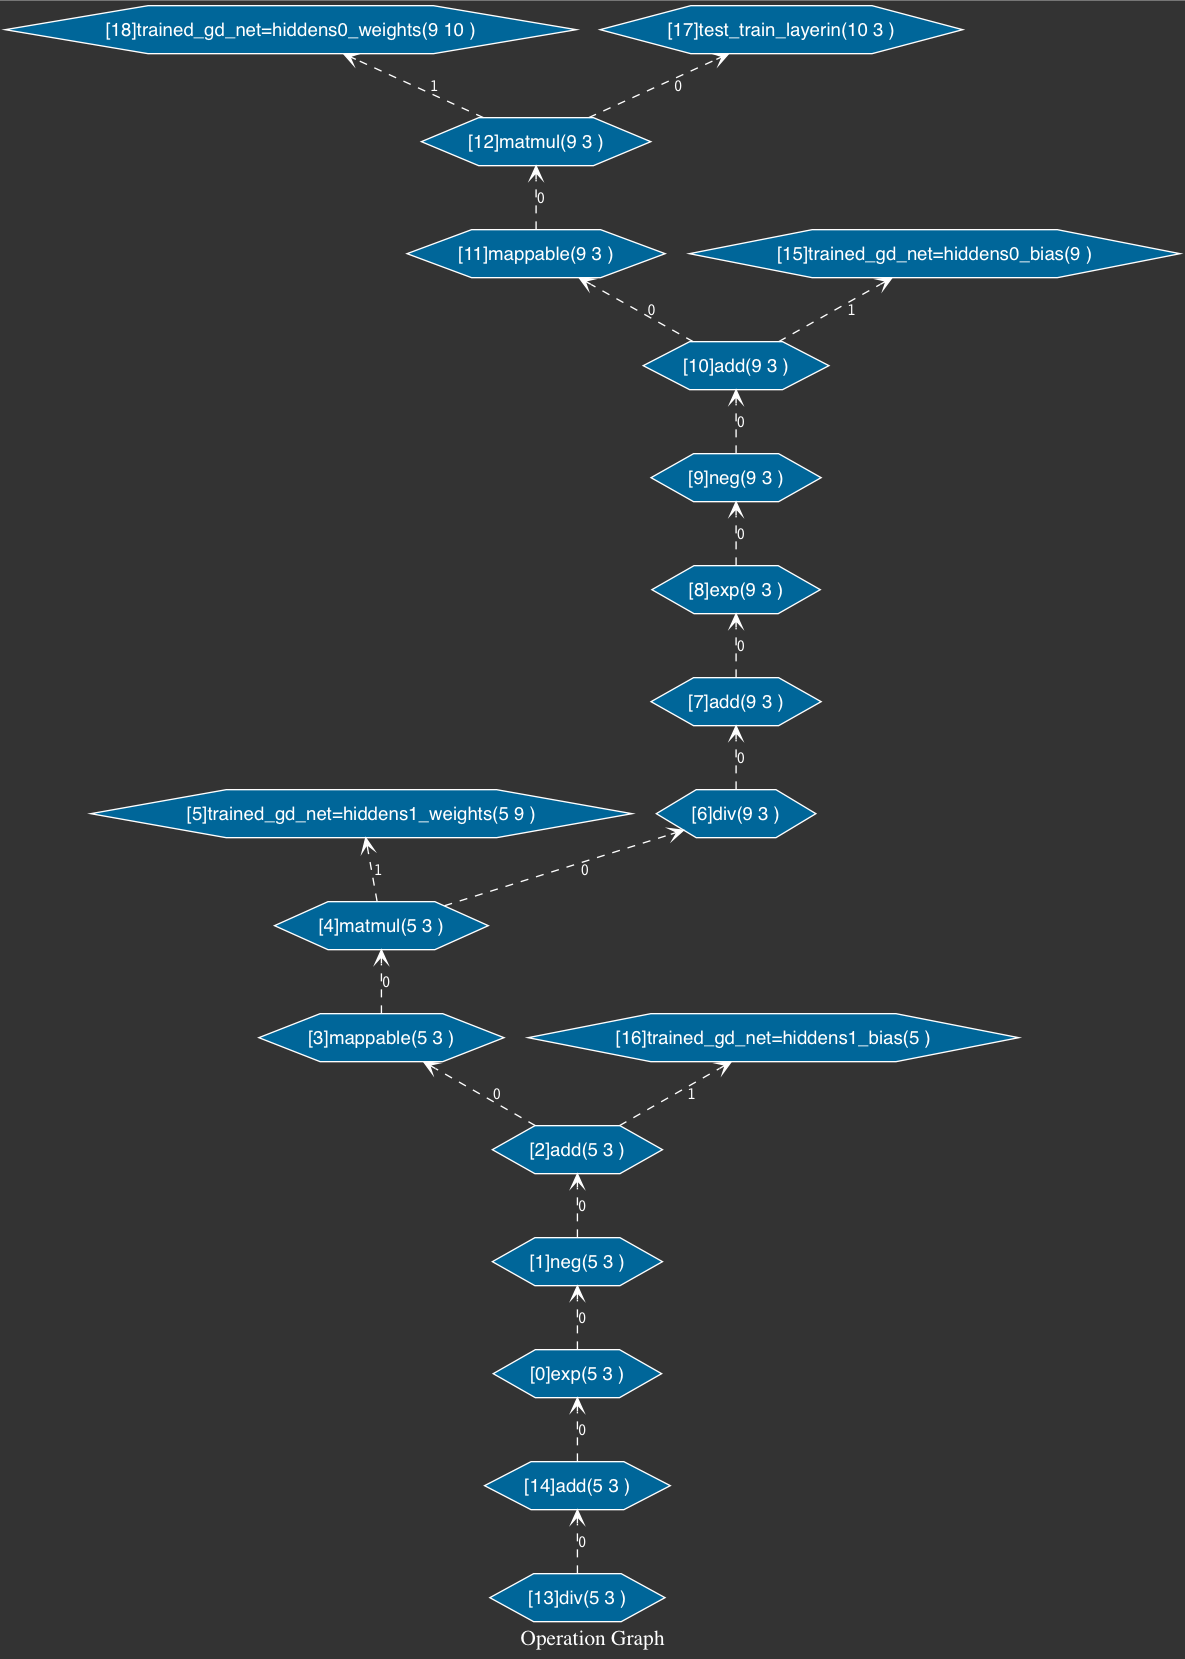 [18]trained_gd_net=hiddens0_weights(9 10 )
[17]test_train_layerin(10 3 )
1
0
[12]matmul(9 3 )
0
[11]mappable(9 3 )
[15]trained_gd_net=hiddens0_bias(9 )
0
1
[10]add(9 3 )
0
[9]neg(9 3 )
0
[8]exp(9 3 )
0
[7]add(9 3 )
0
[5]trained_gd_net=hiddens1_weights(5 9 )
[6]div(9 3 )
1
0
[4]matmul(5 3 )
0
[3]mappable(5 3 )
[16]trained_gd_net=hiddens1_bias(5 )
0
1
[2]add(5 3 )
0
[1]neg(5 3 )
0
[0]exp(5 3 )
0
[14]add(5 3 )
0
[13]div(5 3 )
Operation Graph